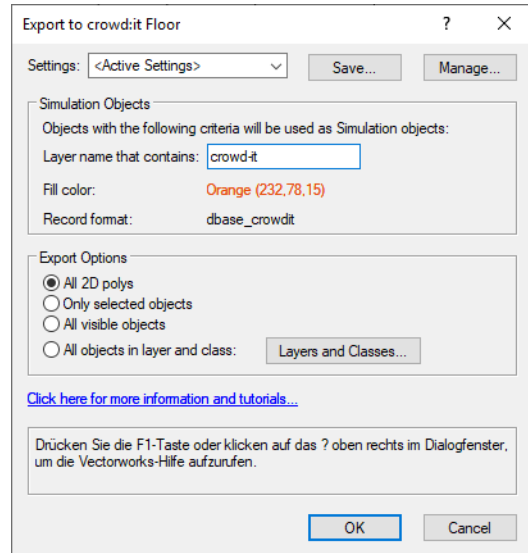 Export to crowd:it Floor
?
Settings: <Active Settings> Save... Manage...
Simulation Objects
Objects with the following criteria will be used as Simulation objects:
Layer name that contains: crowd-it
Fill color: Orange (232,78,15)
Record format: dbase_crowdit
Export Options
All 2D polys
Only selected objects
All visible objects
All objects in layer and class: Layers and Classes...
Click here for more information and tutorials...
Drücken Sie die F1-Taste oder klicken auf das ? oben rechts im Dialogfenster,
um die Vectorworks-Hilfe aufzurufen.
OK Cancel